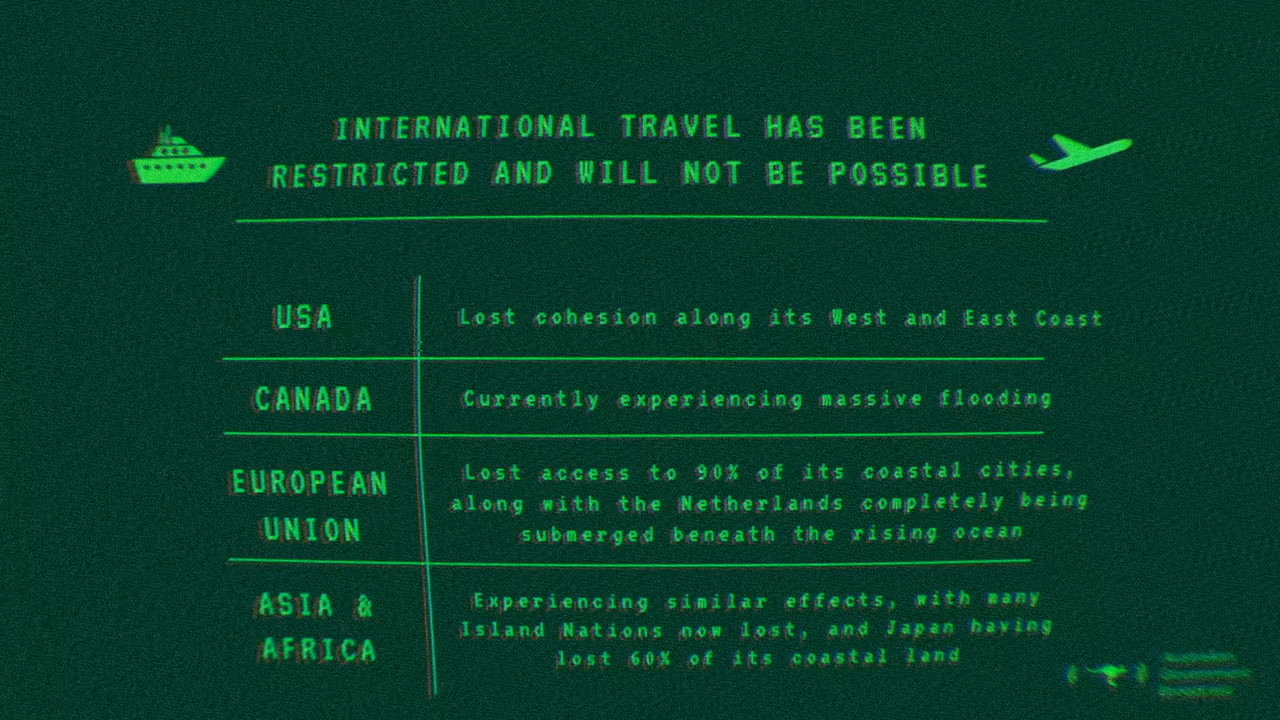 INTERNATIONAL TRAVEL HAS BEEN
RESTRICTED AND WILL NOT BE POSSIBLE
USA
Lost cohesion along its West and East Coast
CANADA
Currently experiencing massive flooding
EUROPEAN
UNION
Lost access to 90% of its coastal cities,
along with the Netherlands completely being
submerged beneath the rising ocean
ASIA &
AFRICA
Experiencing similar effects, with many
Island Nations now lost, and Japan having
lost 60% of its coastal land